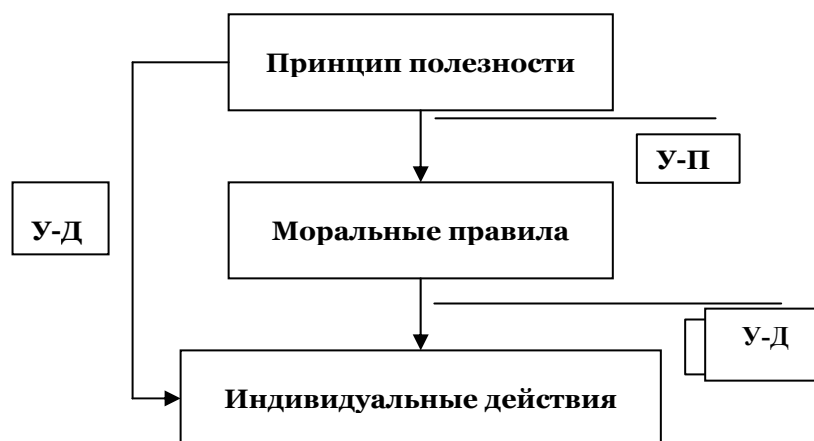 Принцип полезности
У-П
У-Д
Моральные правила
У-Д
Индивидуальные действия